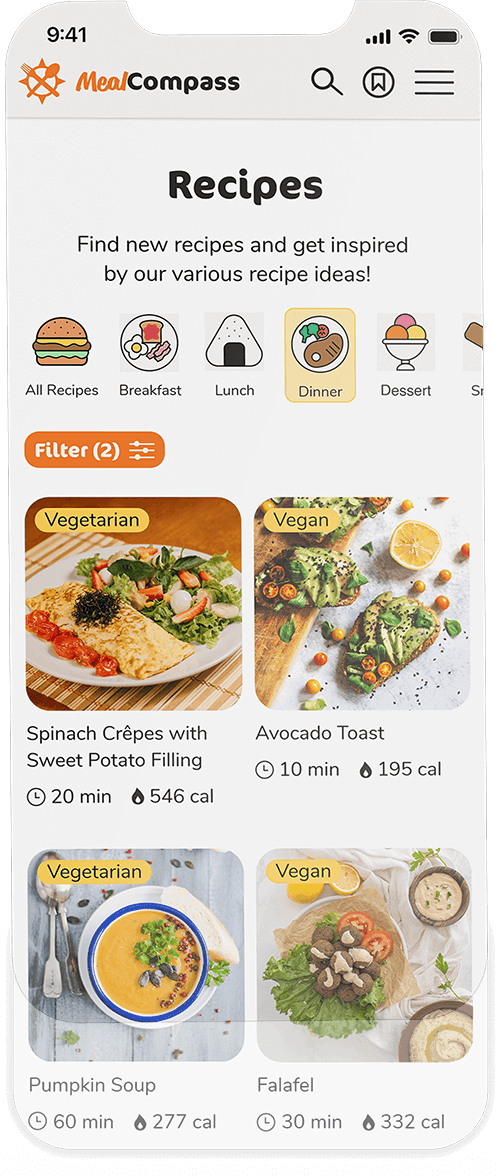 9:41
MealCompass
Recipes
Find new recipes and get inspired
by our various recipe ideas!
All Recipes
Breakfast
Lunch
Dinner
Dessert
Sr
Filter (2)
Vegetarian
Vegan
Spinach Crêpes with
Sweet Potato Filling
20 min 546 cal
Avocado Toast
10 min 195 cal
Vegetarian
Vegan
Pumpkin Soup
60 min 277 cal
Falafel
30 min 332 cal